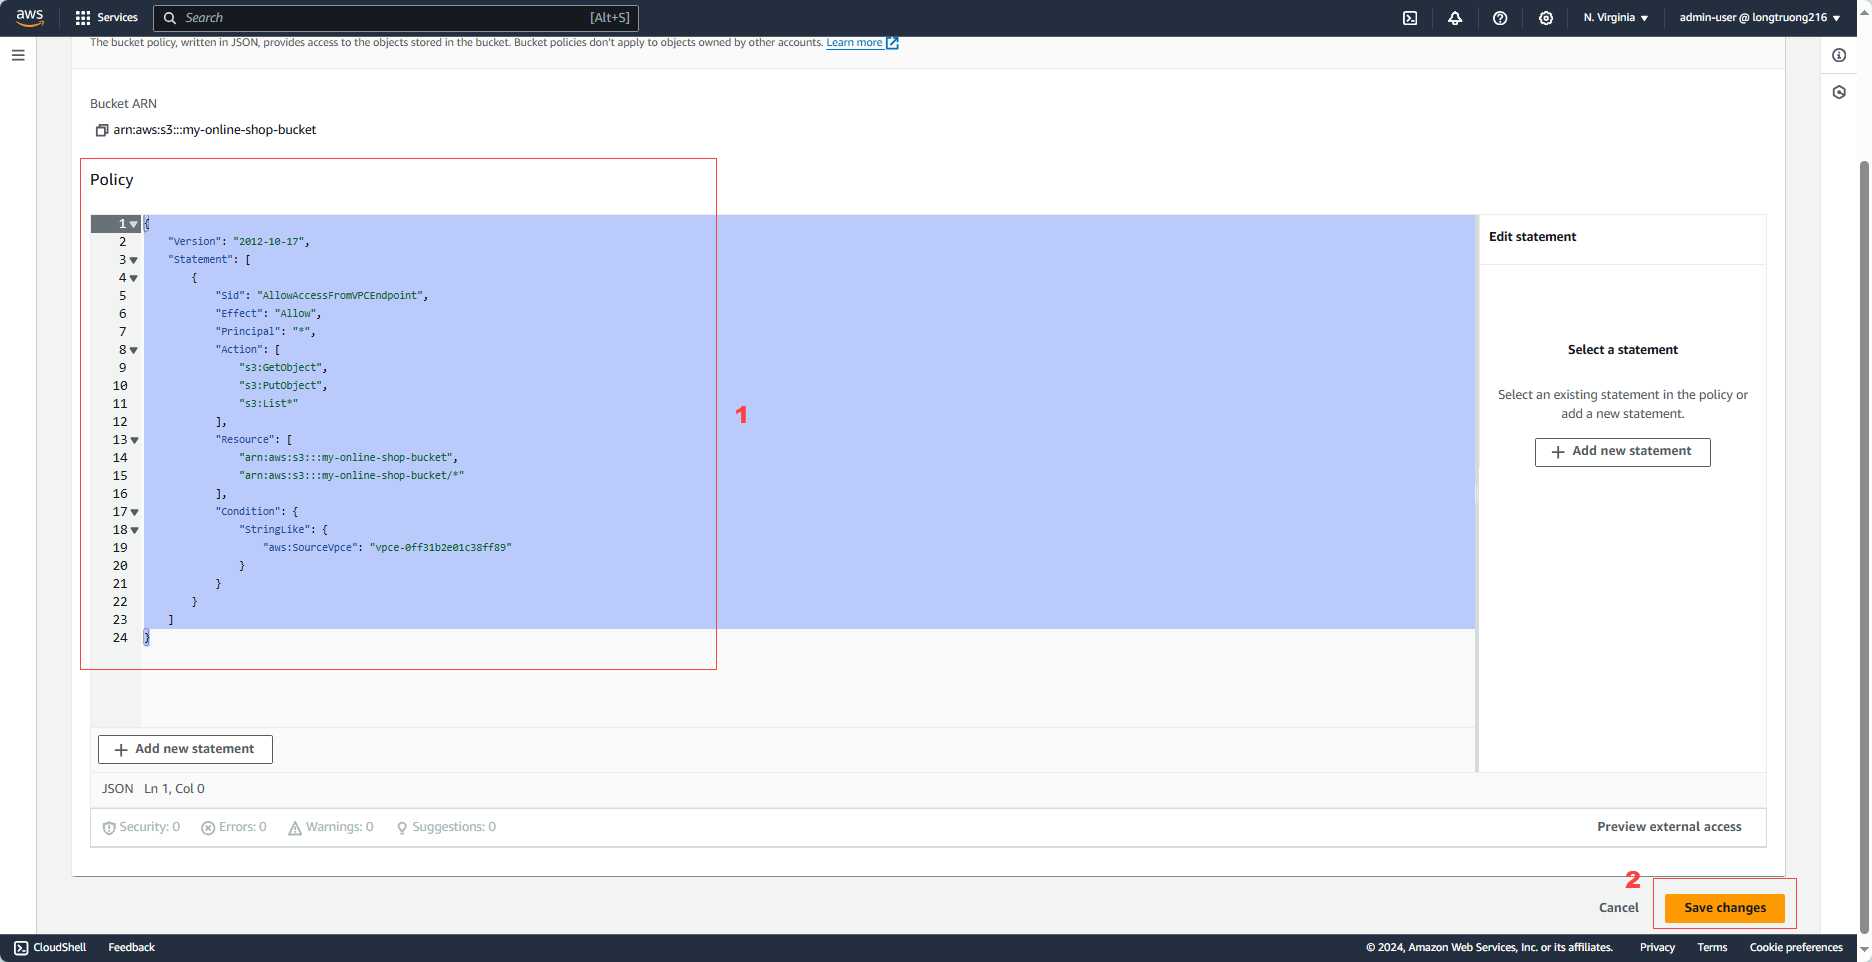 aws
Services
Search [Alt+S]
N. Virginia
admin-user @ longtruong216
The bucket policy, written in JSON, provides access to the objects stored in the bucket. Bucket policies don't apply to objects owned by other accounts. Learn more
Bucket ARN
arn:aws:s3:::my-online-shop-bucket
Policy
1 {
2 "Version": "2012-10-17",
3 "Statement": [
4 {
5 "Sid": "AllowAccessFromVPCEndpoint",
6 "Effect": "Allow",
7 "Principal": "*",
8 "Action": [
9 "s3:GetObject",
10 "s3:PutObject",
11 "s3:List*"
12 ],
13 "Resource": [
14 "arn:aws:s3:::my-online-shop-bucket",
15 "arn:aws:s3:::my-online-shop-bucket/*"
16 ],
17 "Condition": {
18 "StringLike": {
19 "aws:SourceVpce": "vpce-0ff31b2e01c38ff89"
20 }
21 }
22 }
23 ]
24 }
1
Edit statement
Select a statement
Select an existing statement in the policy or
add a new statement.
Add new statement
Add new statement
JSON Ln 1, Col 0
Security: 0 Errors: 0 Warnings: 0 Suggestions: 0
Preview external access
2
Cancel
Save changes
CloudShell
Feedback
© 2024, Amazon Web Services, Inc. or its affiliates.
Privacy
Terms
Cookie preferences